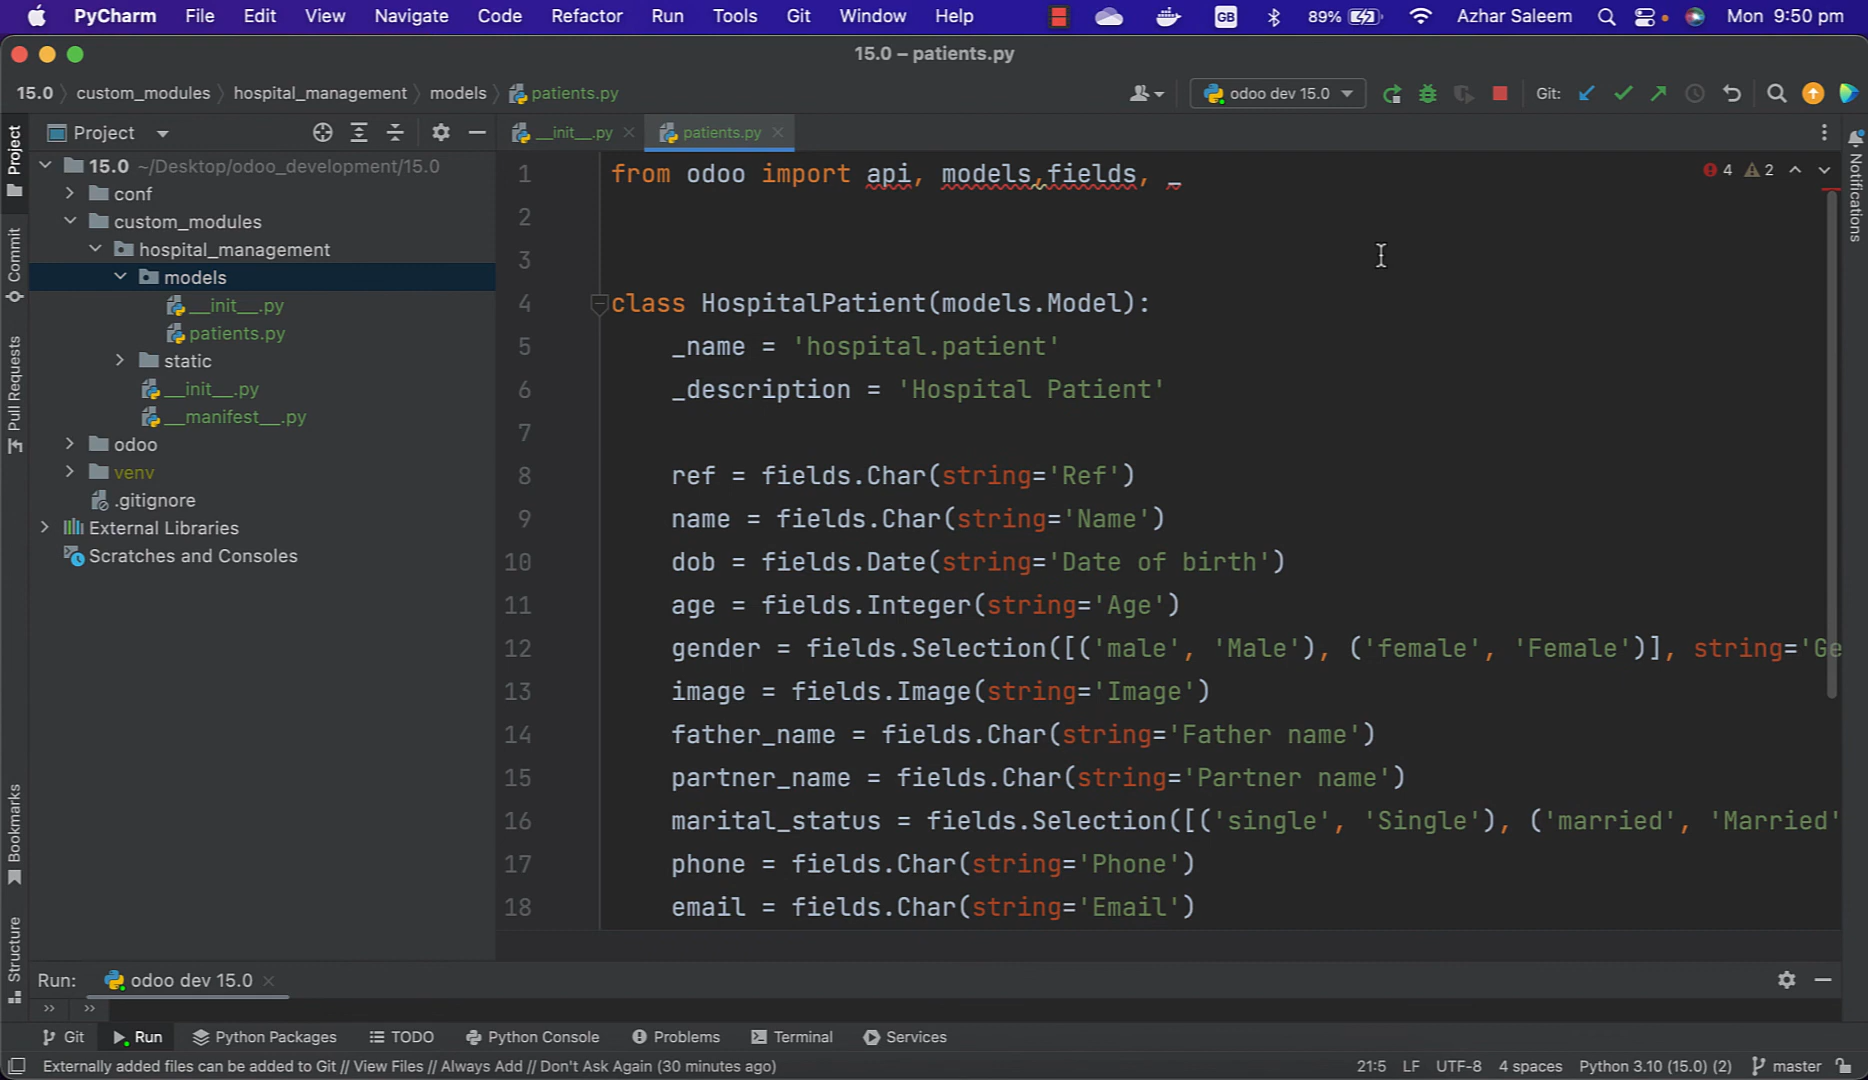 PyCharm File Edit View Navigate Code Refactor Run Tools Git Window Help GB 89% Azhar Saleem Mon 9:50 pm
15.0 – patients.py
15.0 custom_modules hospital_management models patients.py odoo dev 15.0 Git:
Project __init__.py patients.py
Project
Commit
Pull Requests
Bookmarks
Structure
Notifications
15.0 ~/Desktop/odoo_development/15.0
conf
custom_modules
hospital_management
models
__init__.py
patients.py
static
__init__.py
__manifest__.py
odoo
venv
.gitignore
External Libraries
Scratches and Consoles
4 2
1 from odoo import api, models,fields, _
2
3
4 class HospitalPatient(models.Model):
5 _name = 'hospital.patient'
6 _description = 'Hospital Patient'
7
8 ref = fields.Char(string='Ref')
9 name = fields.Char(string='Name')
10 dob = fields.Date(string='Date of birth')
11 age = fields.Integer(string='Age')
12 gender = fields.Selection([('male', 'Male'), ('female', 'Female')], string='Ge
13 image = fields.Image(string='Image')
14 father_name = fields.Char(string='Father name')
15 partner_name = fields.Char(string='Partner name')
16 marital_status = fields.Selection([('single', 'Single'), ('married', 'Married'
17 phone = fields.Char(string='Phone')
18 email = fields.Char(string='Email')
Run: odoo dev 15.0
» »
Git Run Python Packages TODO Python Console Problems Terminal Services
Externally added files can be added to Git // View Files // Always Add // Don't Ask Again (30 minutes ago) 21:5 LF UTF-8 4 spaces Python 3.10 (15.0) (2) master